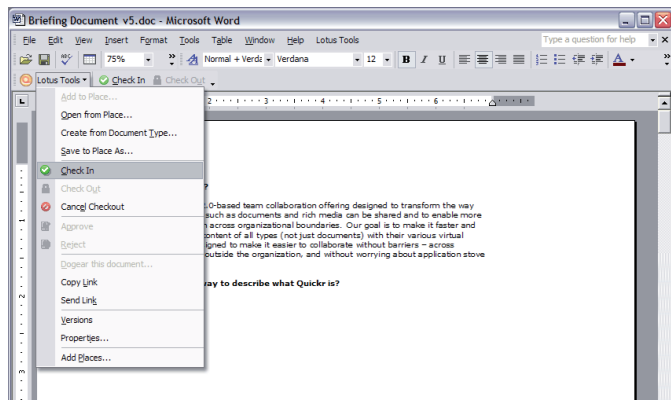 Briefing Document v5.doc - Microsoft Word
File Edit View Insert Format Tools Table Window Help Lotus Tools Type a question for help
75% Normal + Verda Verdana 12 B I U A
Lotus Tools Check In Check Out
2 3 4 5 6
Add to Place...
Open from Place...
Create from Document Type...
Save to Place As...
Check In
?
Check Out
.0-based team collaboration offering designed to transform the way
Cancel Checkout
such as documents and rich media can be shared and to enable more
across organizational boundaries. Our goal is to make it faster and
Approve
ontent of all types (not just documents) with their various virtual
Reject
igned to make it easier to collaborate without barriers – across
outside the organization, and without worrying about application stove
Dogear this document...
Copy Link
ay to describe what Quickr is?
Send Link
Versions
Properties...
Add Places...